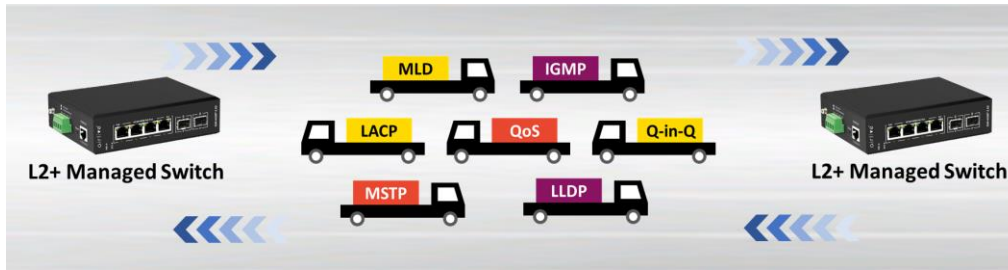 MLD
IGMP
LACP
QoS
Q-in-Q
L2+ Managed Switch
L2+ Managed Switch
MSTP
LLDP